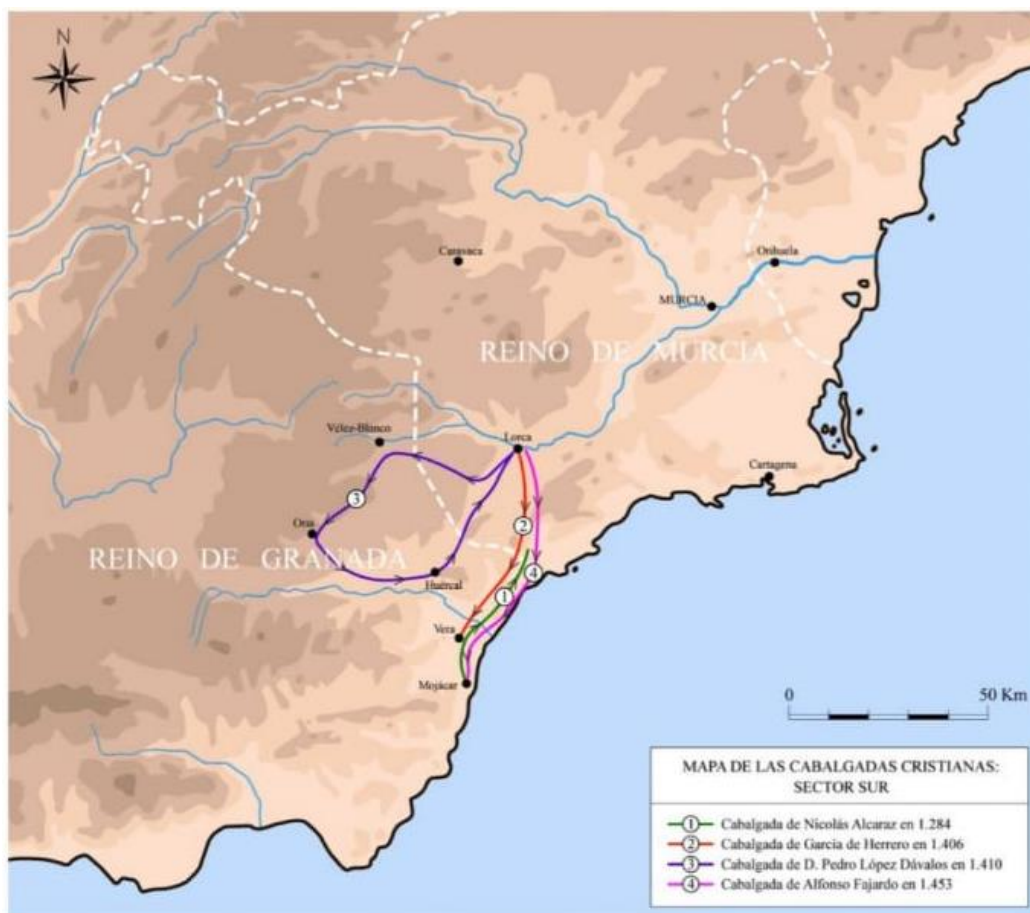 N
Caravaca
Orihuela
MURCIA
REINO DE MURCIA
Vélez-Blanco
Lorca
Cartagena
3
2
Oria
REINO DE GRANADA
Huércal
4
1
Vera
Mojácar
0 50 Km
MAPA DE LAS CABALGADAS CRISTIANAS:
SECTOR SUR
1 Cabalgada de Nicolás Alcaraz en 1.284
2 Cabalgada de Garcia de Herrero en 1.406
3 Cabalgada de D. Pedro López Dávalos en 1.410
4 Cabalgada de Alfonso Fajardo en 1.453